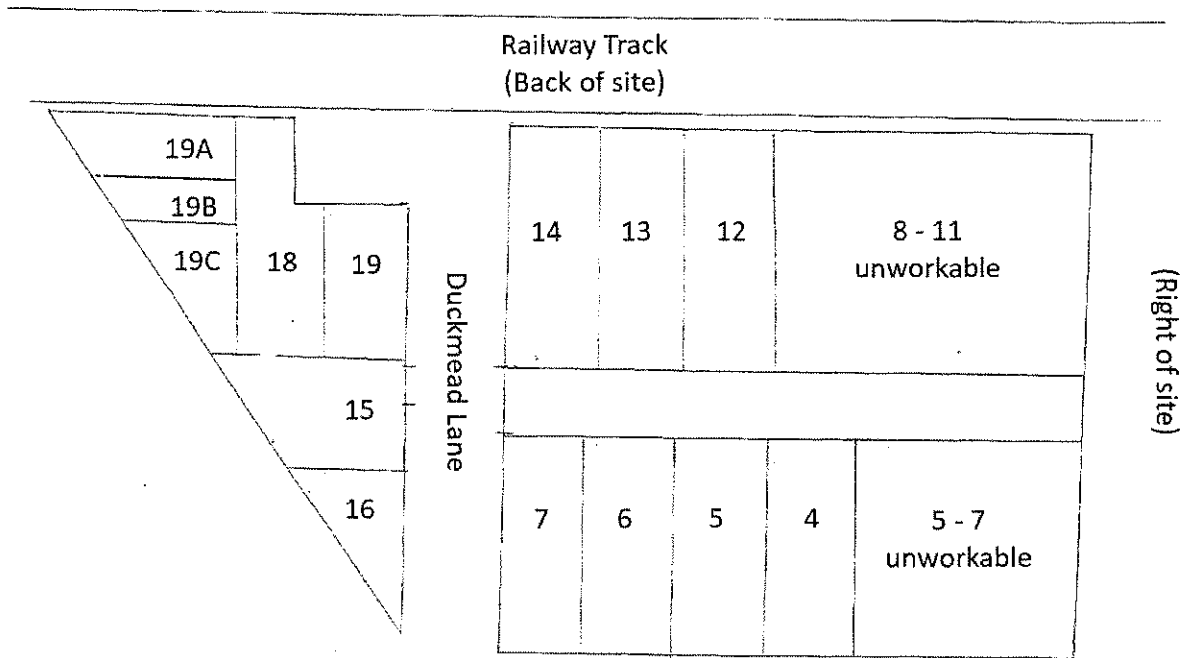 Railway Track
(Back of site)
19A
19B
19C
18
19
15
16
Duckmead Lane
14
13
12
8 - 11
unworkable
7
6
5
4
5 - 7
unworkable
(Right of site)